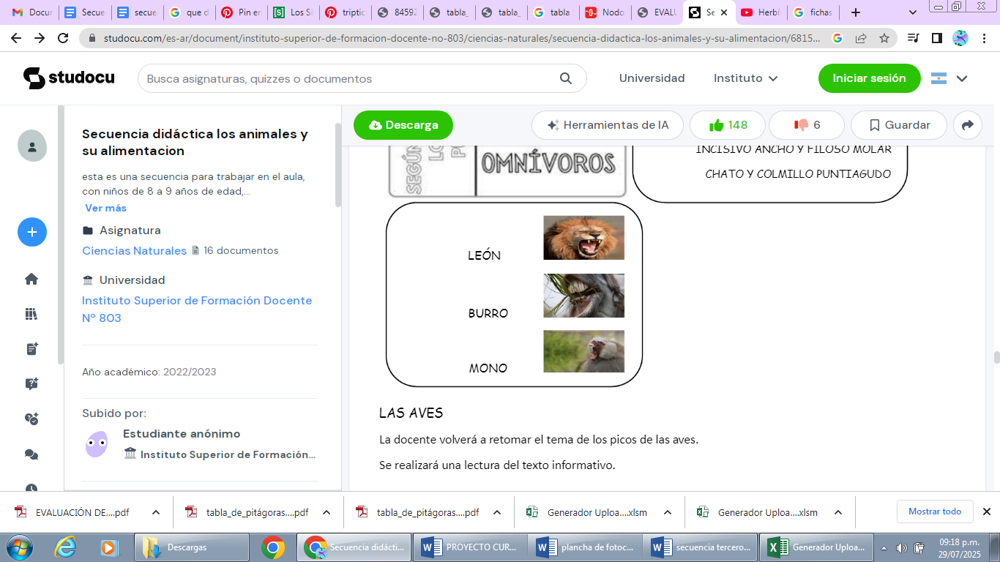 Docum
Secue
secue
que d
Pin en
Los Si
triptic
84592
tabla_
tabla_
tabla
Nodo
EVALU
Se
Herbí
fichas
studocu.com/es-ar/document/instituto-superior-de-formacion-docente-no-803/ciencias-naturales/secuencia-didactica-los-animales-y-su-alimentacion/6815...
studocu
Busca asignaturas, quizzes o documentos
Universidad
Instituto
Iniciar sesión
Descarga
Herramientas de IA
148
6
Guardar
Secuencia didáctica los animales y
su alimentacion
esta es una secuencia para trabajar en el aula,
con niños de 8 a 9 años de edad,...
Ver más
Asignatura
Ciencias Naturales 16 documentos
Universidad
Instituto Superior de Formación Docente
Nº 803
Año académico: 2022/2023
Subido por:
Estudiante anónimo
Instituto Superior de Formación...
SEGÚN
OMNÍVOROS
INCISIVO ANCHO Y FILOSO MOLAR
CHATO Y COLMILLO PUNTIAGUDO
LEÓN
BURRO
MONO
LAS AVES
La docente volverá a retomar el tema de los picos de las aves.
Se realizará una lectura del texto informativo.
EVALUACIÓN DE....pdf
tabla_de_pitágoras....pdf
tabla_de_pitágoras....pdf
Generador Uploa....xlsm
Generador Uploa....xlsm
Mostrar todo
Descargas
Secuencia didácti...
PROYECTO CUR...
plancha de fotoc...
secuencia tercero...
Generador Uploa...
09:18 p.m.
29/07/2025